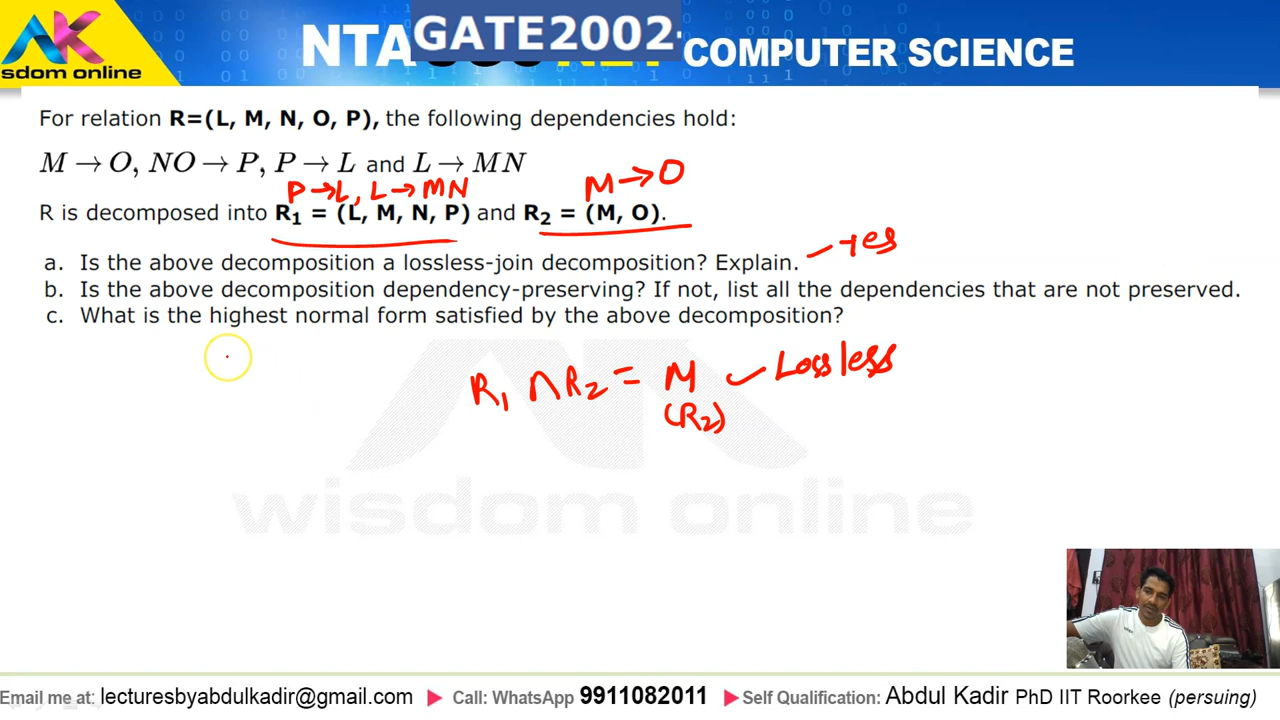 NTA GATE2002- COMPUTER SCIENCE
AK
isdom online
For relation R=(L, M, N, O, P), the following dependencies hold:
M → O, NO → P, P → L and L → MN
P→L, L→MN M→O
R is decomposed into R₁ = (L, M, N, P) and R₂ = (M, O).
a. Is the above decomposition a lossless-join decomposition? Explain. – Yes
b. Is the above decomposition dependency-preserving? If not, list all the dependencies that are not preserved.
c. What is the highest normal form satisfied by the above decomposition?
R₁ ∩ R₂ = M ✓ Lossless
(R₂)
wisdom online
Email me at: lecturesbyabdulkadir@gmail.com Call: WhatsApp 9911082011 Self Qualification: Abdul Kadir PhD IIT Roorkee (persuing)